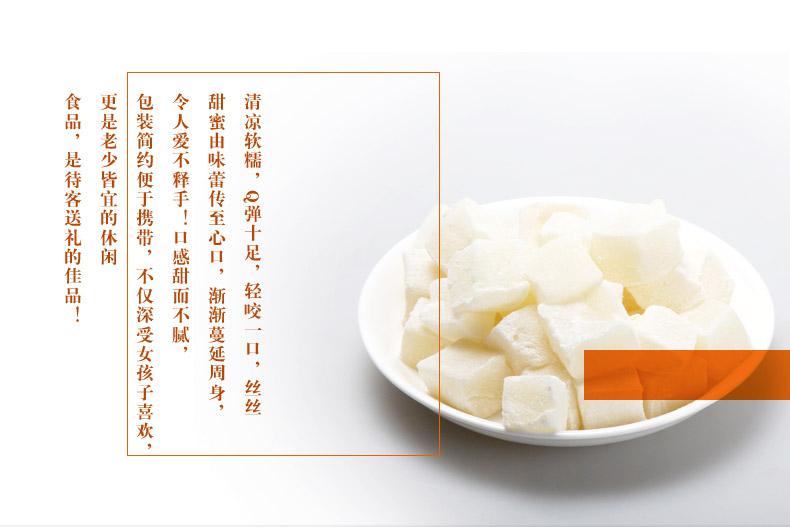 清凉软糯，Q弹十足，轻咬一口，丝丝
甜蜜由味蕾传至心口，渐渐蔓延周身，
令人爱不释手！口感甜而不腻，
包装简约便于携带，不仅深受女孩子喜欢，
更是老少皆宜的休闲
食品，是待客送礼的佳品！